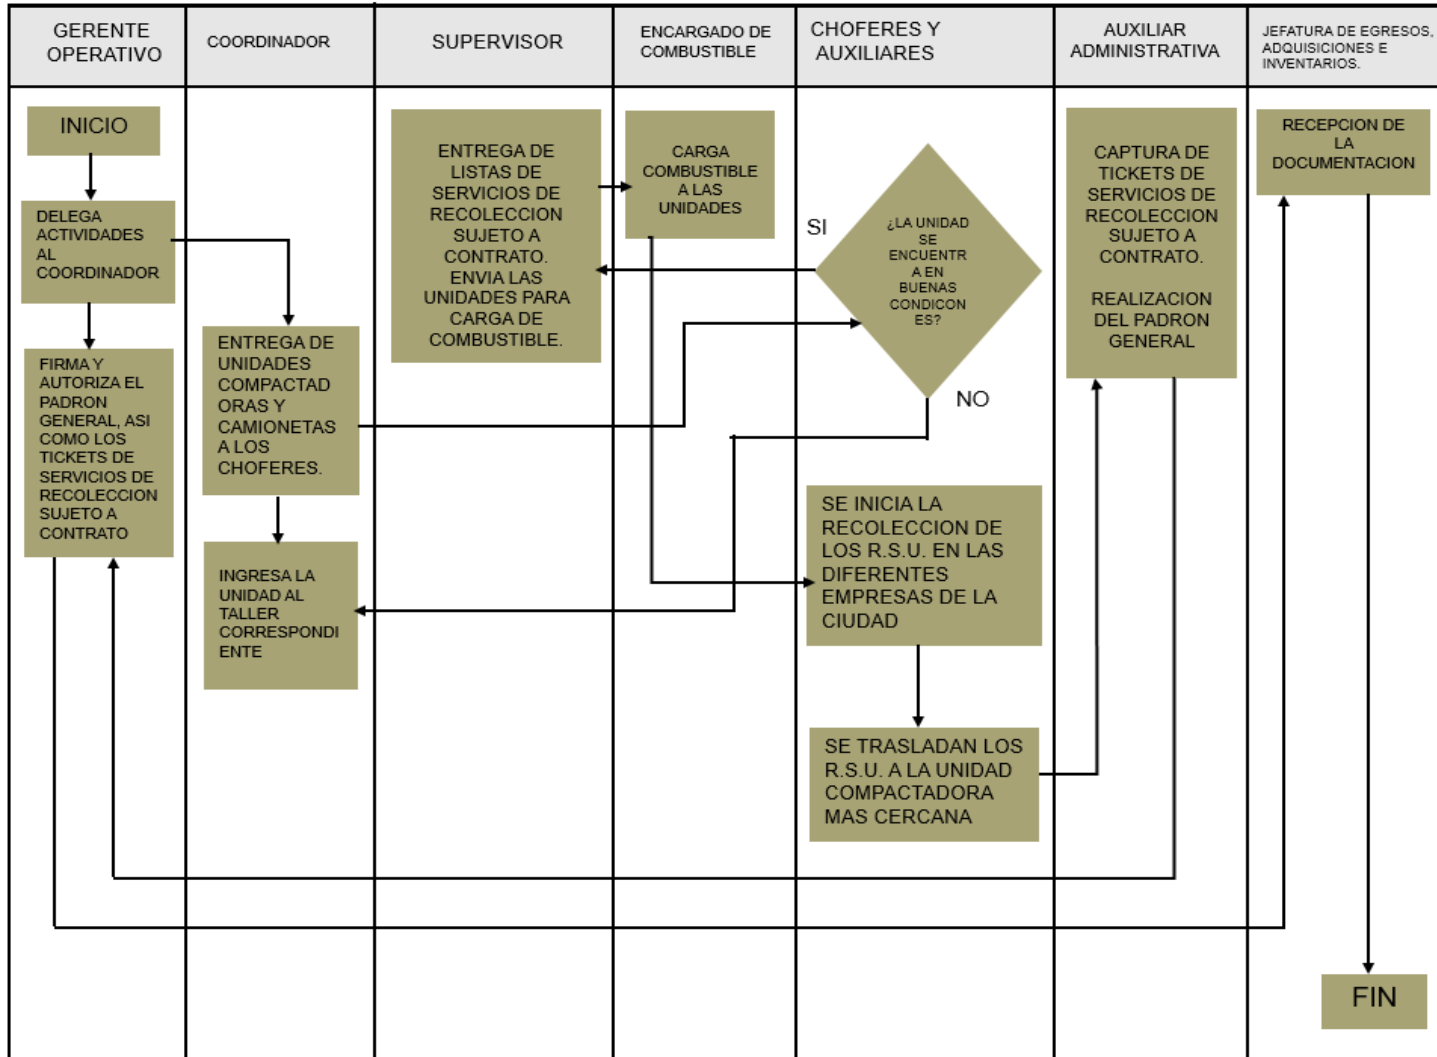 GERENTE
OPERATIVO
COORDINADOR
SUPERVISOR
ENCARGADO DE
COMBUSTIBLE
CHOFERES Y
AUXILIARES
AUXILIAR
ADMINISTRATIVA
JEFATURA DE EGRESOS,
ADQUISICIONES E
INVENTARIOS.
INICIO
DELEGA
ACTIVIDADES
AL
COORDINADOR
FIRMA Y
AUTORIZA EL
PADRON
GENERAL, ASI
COMO LOS
TICKETS DE
SERVICIOS DE
RECOLECCION
SUJETO A
CONTRATO
ENTREGA DE
UNIDADES
COMPACTAD
ORAS Y
CAMIONETAS
A LOS
CHOFERES.
INGRESA LA
UNIDAD AL
TALLER
CORRESPONDI
ENTE
ENTREGA DE
LISTAS DE
SERVICIOS DE
RECOLECCION
SUJETO A
CONTRATO.
ENVIA LAS
UNIDADES PARA
CARGA DE
COMBUSTIBLE.
CARGA
COMBUSTIBLE
A LAS
UNIDADES
SI
¿LA UNIDAD
SE
ENCUENTR
A EN
BUENAS
CONDICON
ES?
NO
SE INICIA LA
RECOLECCION DE
LOS R.S.U. EN LAS
DIFERENTES
EMPRESAS DE LA
CIUDAD
SE TRASLADAN LOS
R.S.U. A LA UNIDAD
COMPACTADORA
MAS CERCANA
CAPTURA DE
TICKETS DE
SERVICIOS DE
RECOLECCION
SUJETO A
CONTRATO.
REALIZACION
DEL PADRON
GENERAL
RECEPCION DE
LA
DOCUMENTACION
FIN